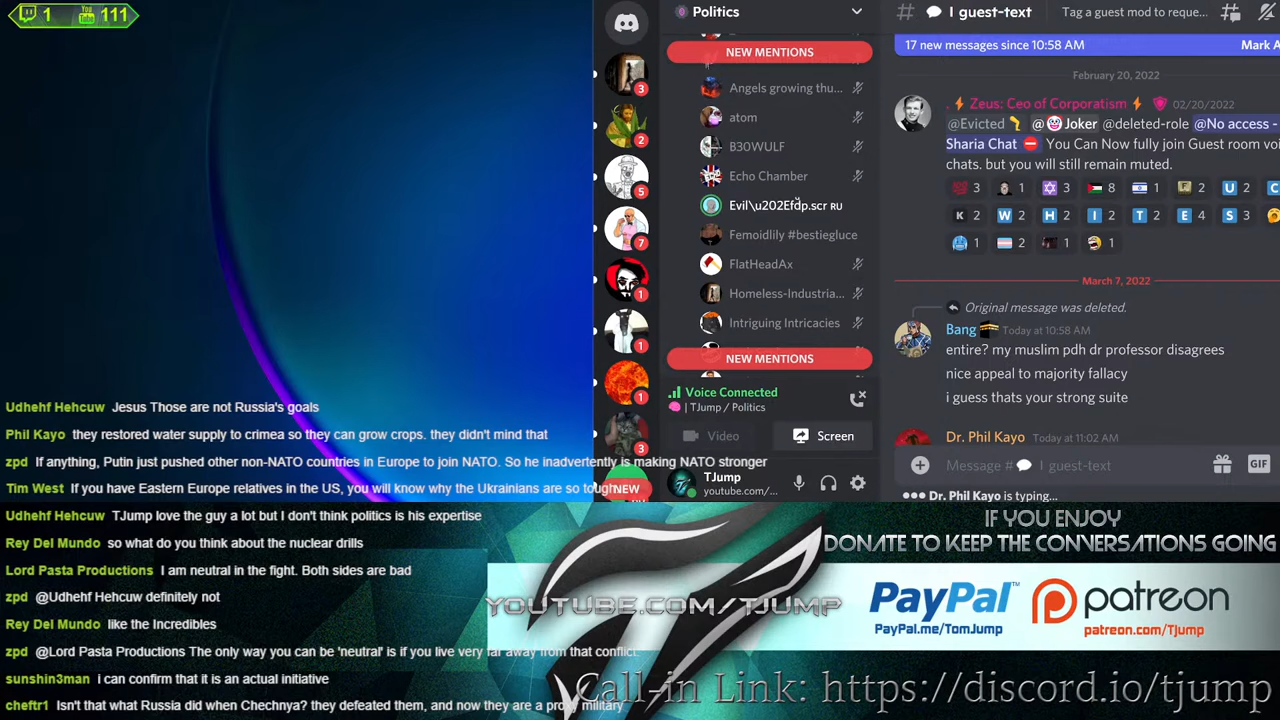 1
You Tube 111
Udhehf Hehcuw Jesus Those are not Russia's goals
Phil Kayo they restored water supply to crimea so they can grow crops. they didn't mind that
zpd If anything, Putin just pushed other non-NATO countries in Europe to join NATO. So he inadvertently is making NATO stronger
Tim West If you have Eastern Europe relatives in the US, you will know why the Ukrainians are so tough
Udhehf Hehcuw TJump love the guy a lot but I don't think politics is his expertise
Rey Del Mundo so what do you think about the nuclear drills
Lord Pasta Productions I am neutral in the fight. Both sides are bad
zpd @Udhehf Hehcuw definitely not
Rey Del Mundo like the Incredibles
zpd @Lord Pasta Productions The only way you can be 'neutral' is if you live very far away from that conflict.
sunshin3man i can confirm that it is an actual initiative
cheftr1 Isn't that what Russia did when Chechnya? they defeated them, and now they are a proxy military
3
2
5
7
1
1
1
3
NEW
Politics
NEW MENTIONS
Angels growing thu...
atom
B30WULF
Echo Chamber
Evil\u202Efdp.scr RU
Femoidlily #bestiegluce
FlatHeadAx
Homeless-Industria...
Intriguing Intricacies
NEW MENTIONS
Voice Connected
| TJump / Politics
Video
Screen
TJump
youtube.com/...
# I guest-text
Tag a guest mod to reque...
17 new messages since 10:58 AM
Mark A
February 20, 2022
. Zeus: Ceo of Corporatism 02/20/2022
@Evicted @ Joker @deleted-role @No access -
Sharia Chat You Can Now fully join Guest room voi
chats. but you will still remain muted.
3 1 3 8 1 2 U 2 C
K 2 W 2 H 2 I 2 T 2 E 4 S 3
1 2 1 1
March 7, 2022
Original message was deleted.
Bang Today at 10:58 AM
entire? my muslim pdh dr professor disagrees
nice appeal to majority fallacy
i guess thats your strong suite
Dr. Phil Kayo Today at 11:02 AM
Message # I guest-text
GIF
Dr. Phil Kayo is typing...
IF YOU ENJOY
DONATE TO KEEP THE CONVERSATIONS GOING
YOUTUBE.COM/TJUMP
PayPal™
PayPal.me/TomJump
patreon
patreon.com/Tjump
Call-in Link: https://discord.io/tjump